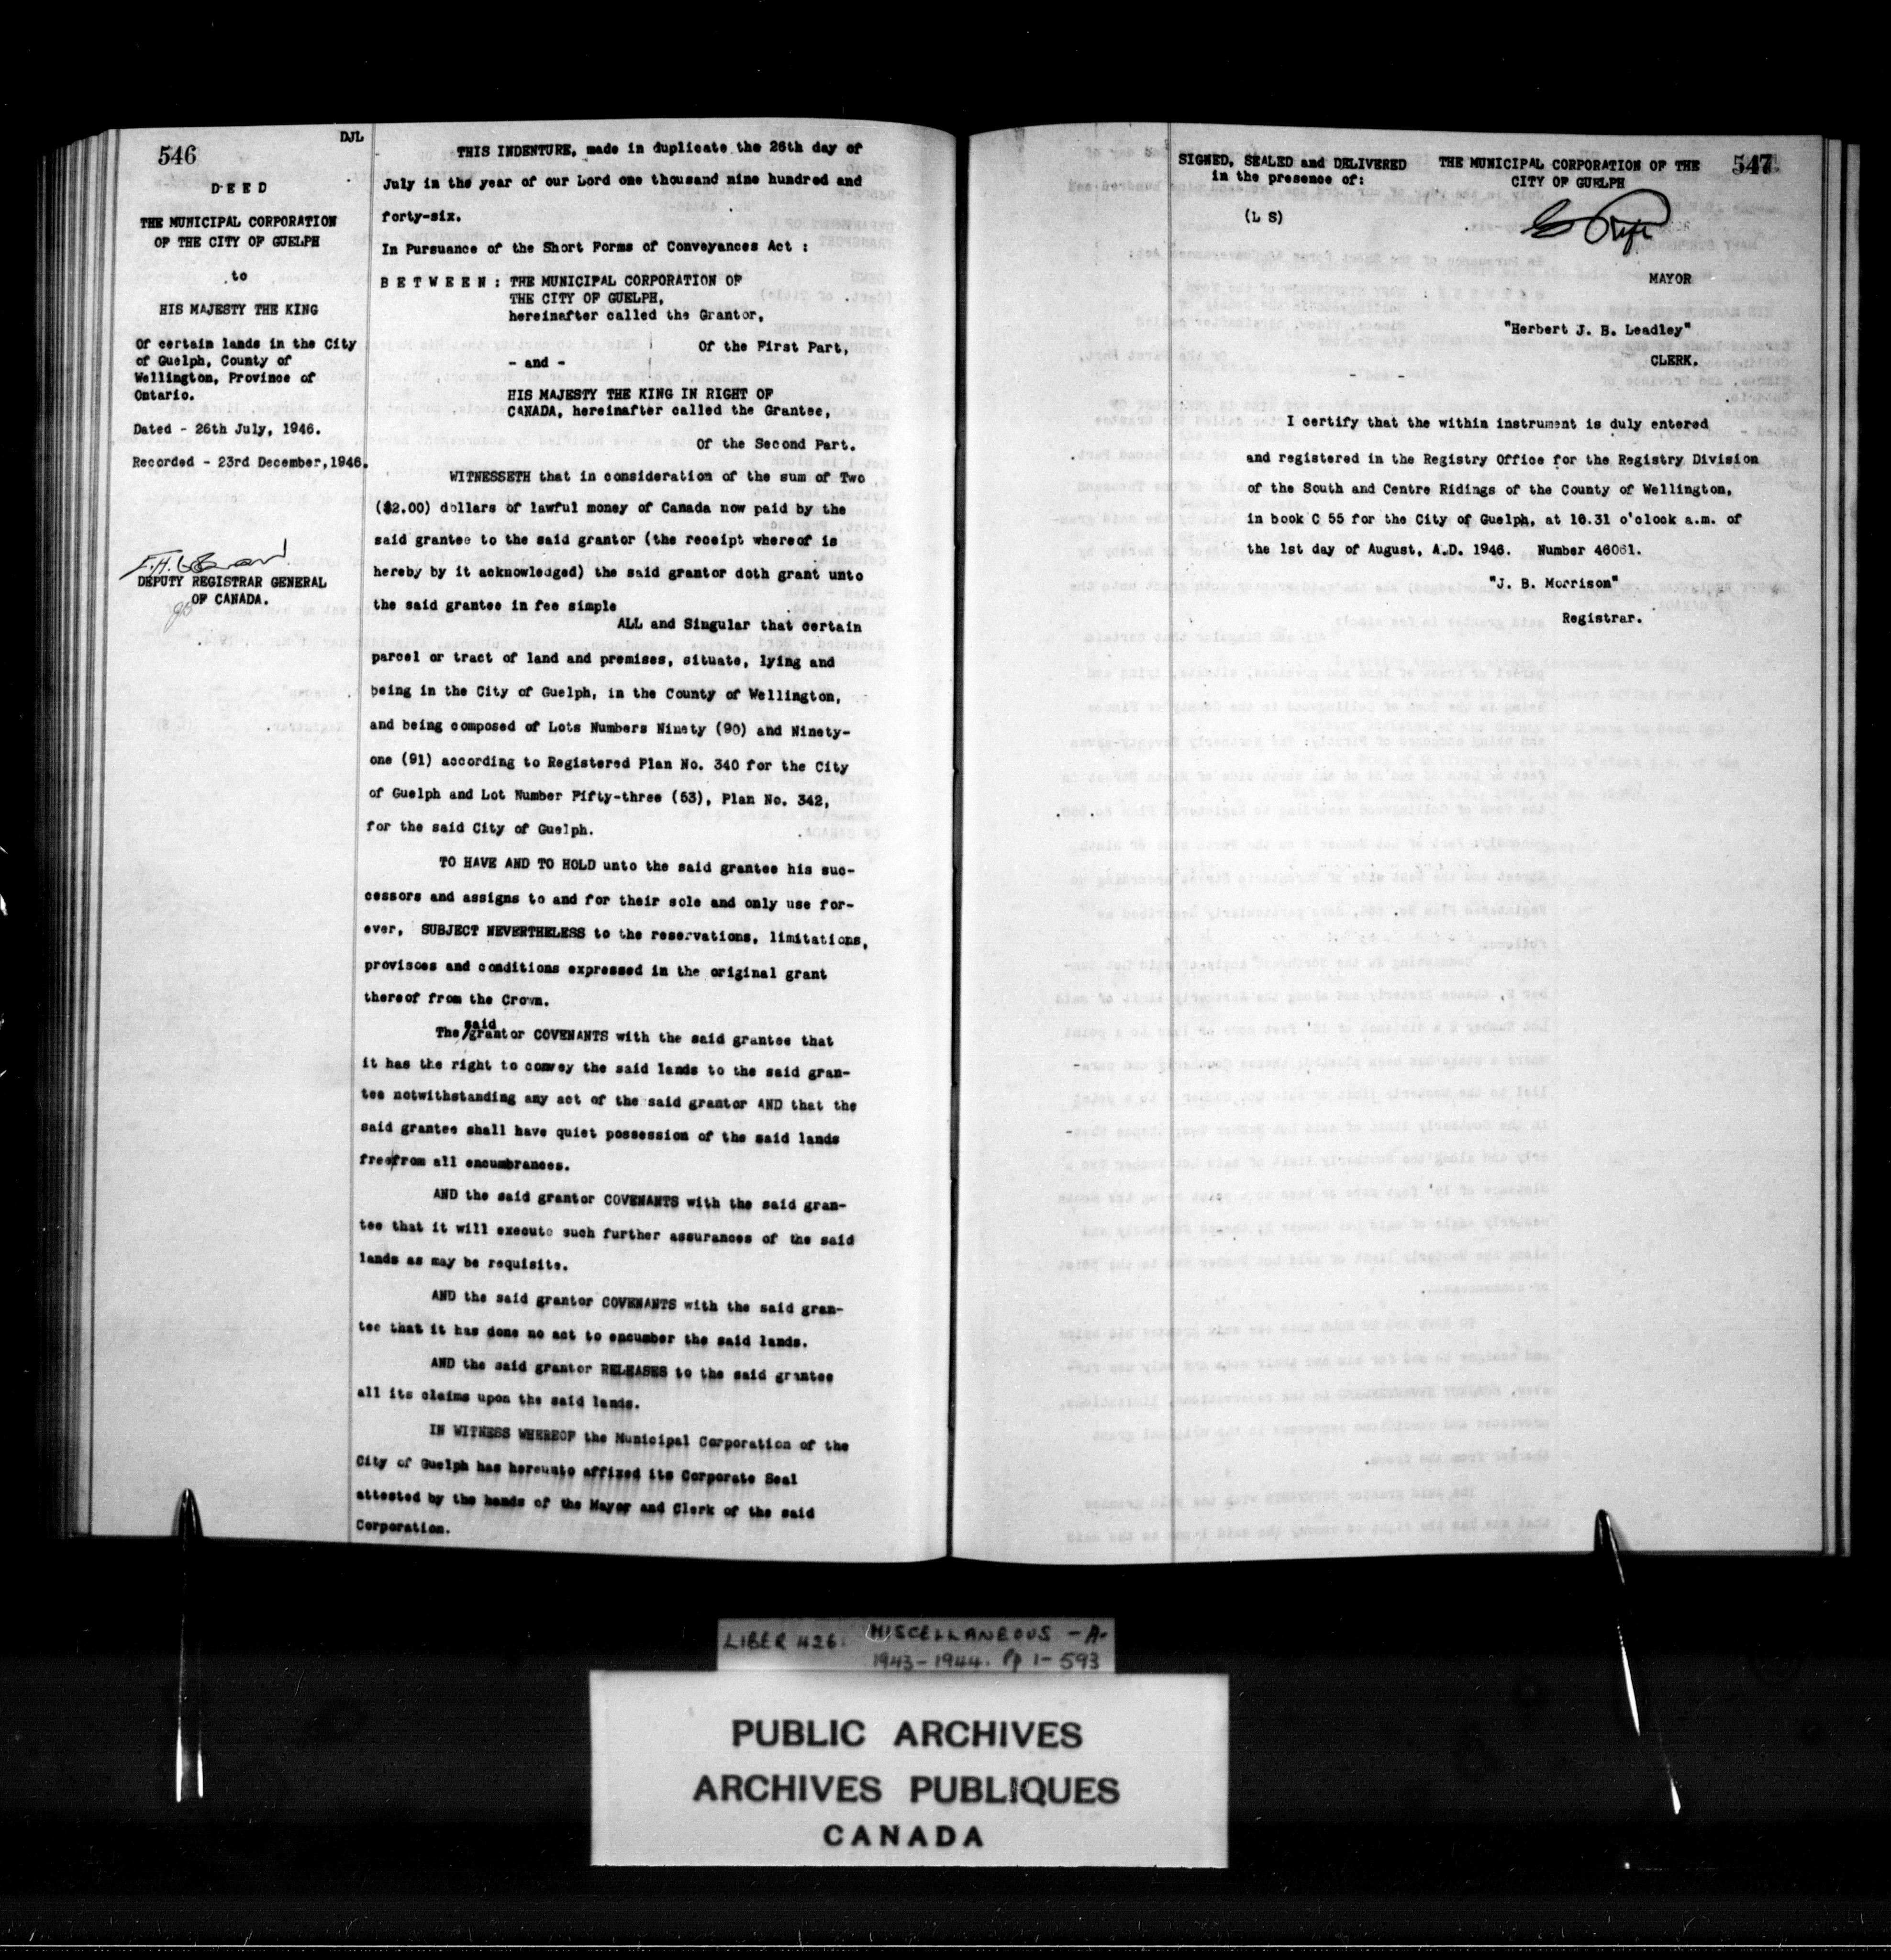 546
DJL
DEED
THE MUNICIPAL CORPORATION
OF THE CITY OF GUELPH
to
HIS MAJESTY THE KING
Of certain lands in the City
of Guelph, County of
Wellington, Province of
Ontario.
Dated - 26th July, 1946.
Recorded - 23rd December, 1946.
DEPUTY REGISTRAR GENERAL
OF CANADA.
THIS INDENTURE, made in duplicate the 26th day of
July in the year of our Lord one thousand nine hundred and
forty-six.
In Pursuance of the Short Forms of Conveyances Act :
B E T W E E N : THE MUNICIPAL CORPORATION OF
THE CITY OF GUELPH,
hereinafter called the Grantor,
Of the First Part,
- and -
HIS MAJESTY THE KING IN RIGHT OF
CANADA, hereinafter called the Grantee,
Of the Second Part.
WITNESSETH that in consideration of the sum of Two
($2.00) dollars of lawful money of Canada now paid by the
said grantee to the said grantor (the receipt whereof is
hereby by it acknowledged) the said grantor doth grant unto
the said grantee in fee simple
ALL and Singular that certain
parcel or tract of land and premises, situate, lying and
being in the City of Guelph, in the County of Wellington,
and being composed of Lots Numbers Ninety (90) and Ninety-
one (91) according to Registered Plan No. 340 for the City
of Guelph and Lot Number Fifty-three (53), Plan No. 342,
for the said City of Guelph.
TO HAVE AND TO HOLD unto the said grantee his suc-
cessors and assigns to and for their sole and only use for-
ever, SUBJECT NEVERTHELESS to the reservations, limitations,
provisoes and conditions expressed in the original grant
thereof from the Crown.
The /said grantor COVENANTS with the said grantee that
it has the right to convey the said lands to the said gran-
tee notwithstanding any act of the said grantor AND that the
said grantee shall have quiet possession of the said lands
free/from all encumbrances.
AND the said grantor COVENANTS with the said gran-
tee that it will execute such further assurances of the said
lands as may be requisite.
AND the said grantor COVENANTS with the said gran-
tee that it has done no act to encumber the said lands.
AND the said grantor RELEASES to the said grantee
all its claims upon the said lands.
IN WITNESS WHEREOF the Municipal Corporation of the
City of Guelph has hereunto affixed its Corporate Seal
attested by the hands of the Mayor and Clerk of the said
Corporation.
547
SIGNED, SEALED and DELIVERED
in the presence of:
(L S)
THE MUNICIPAL CORPORATION OF THE
CITY OF GUELPH
MAYOR
"Herbert J. B. Leadley"
CLERK.
I certify that the within instrument is duly entered
and registered in the Registry Office for the Registry Division
of the South and Centre Ridings of the County of Wellington,
in book C 55 for the City of Guelph, at 10.31 o'clock a.m. of
the 1st day of August, A.D. 1946. Number 46061.
"J. B. Morrison"
Registrar.
LIBER 426: MISCELLANEOUS - A-
1943-1944. Pp 1-593
PUBLIC ARCHIVES
ARCHIVES PUBLIQUES
CANADA